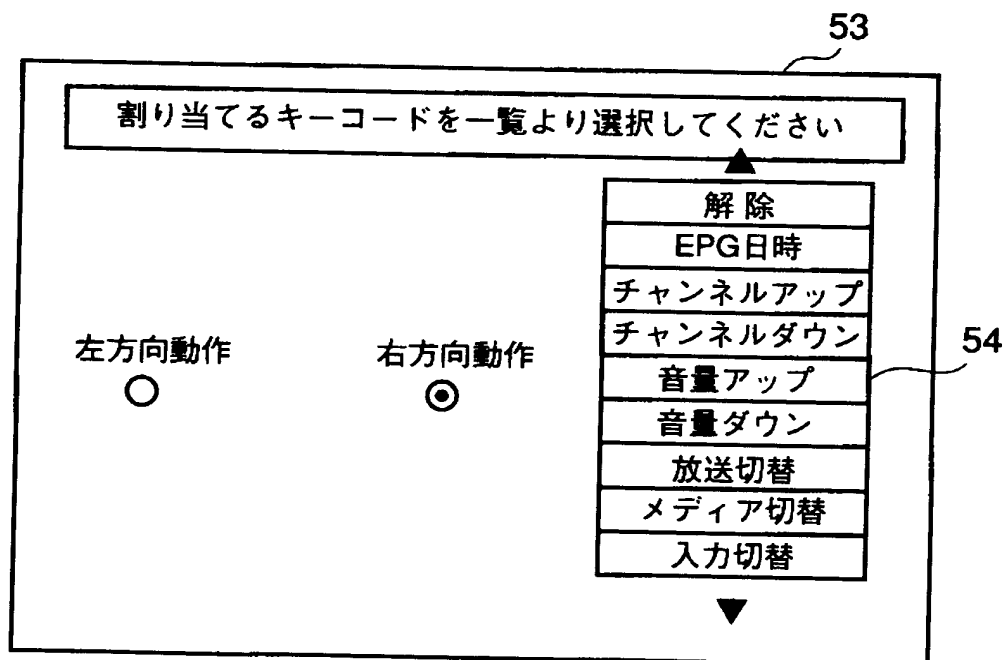 53
割り当てるキーコードを一覧より選択してください
解除
EPG日時
チャンネルアップ
チャンネルダウン
左方向動作
右方向動作
54
音量アップ
音量ダウン
放送切替
メディア切替
入力切替